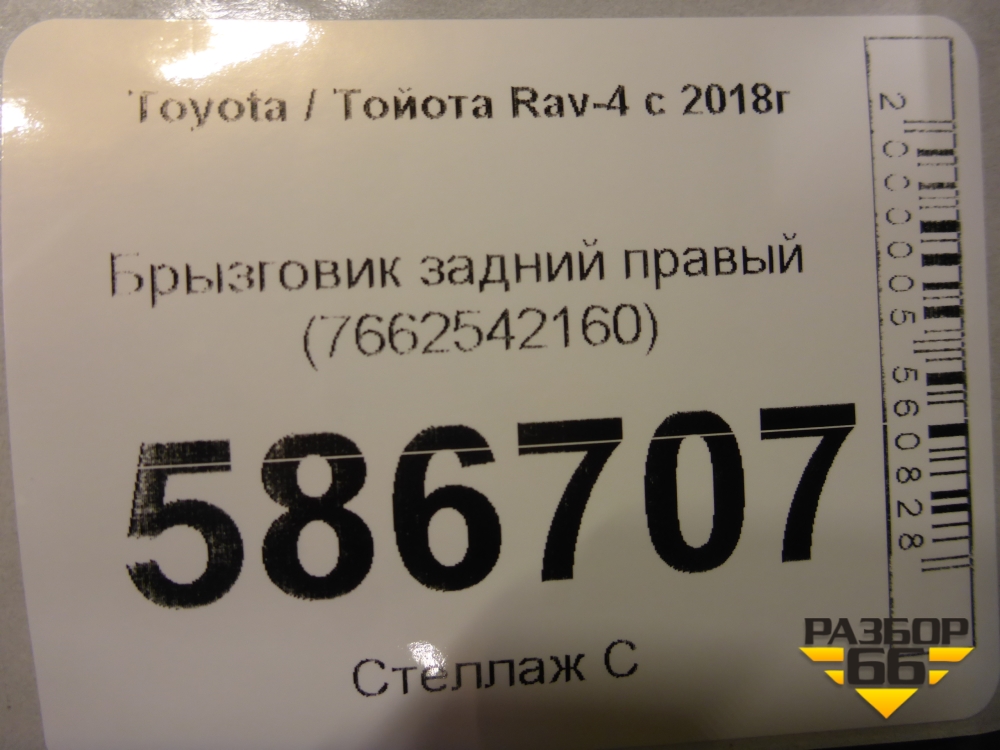 Toyota / Тойота Rav-4 с 2018г
Брызговик задний правый
(7662542160)
586707
Стеллаж С
2000005560828
РАЗБОР
66